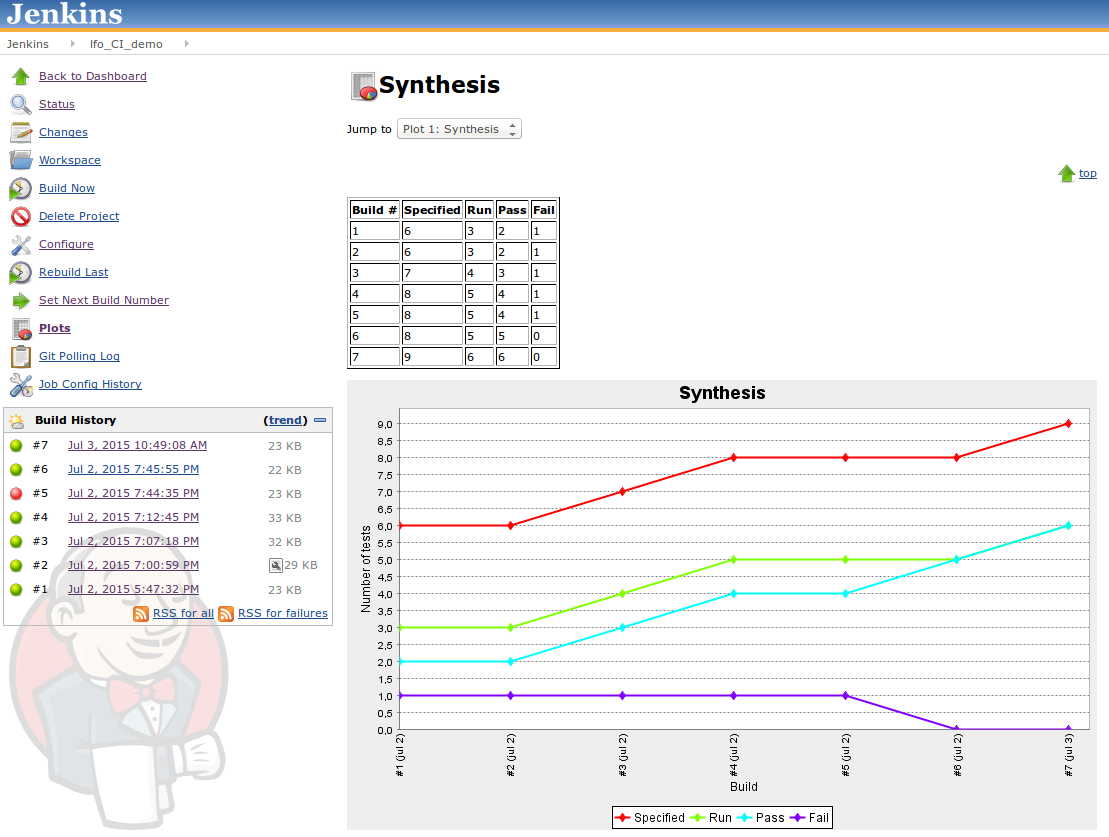 Jenkins
Jenkins lfo_CI_demo
Back to Dashboard
Status
Changes
Workspace
Build Now
Delete Project
Configure
Rebuild Last
Set Next Build Number
Plots
Git Polling Log
Job Config History
Build History (trend)
#7 Jul 3, 2015 10:49:08 AM 23 KB
#6 Jul 2, 2015 7:45:55 PM 22 KB
#5 Jul 2, 2015 7:44:35 PM 23 KB
#4 Jul 2, 2015 7:12:45 PM 33 KB
#3 Jul 2, 2015 7:07:18 PM 32 KB
#2 Jul 2, 2015 7:00:59 PM 29 KB
#1 Jul 2, 2015 5:47:32 PM 23 KB
RSS for all RSS for failures
Synthesis
Jump to Plot 1: Synthesis
top
Build # Specified Run Pass Fail
1 6 3 2 1
2 6 3 2 1
3 7 4 3 1
4 8 5 4 1
5 8 5 4 1
6 8 5 5 0
7 9 6 6 0
Synthesis
Number of tests
9,0
8,5
8,0
7,5
7,0
6,5
6,0
5,5
5,0
4,5
4,0
3,5
3,0
2,5
2,0
1,5
1,0
0,5
0,0
#1 (jul 2)
#2 (jul 2)
#3 (jul 2)
#4 (jul 2)
#5 (jul 2)
#6 (jul 2)
#7 (jul 3)
Build
Specified Run Pass Fail